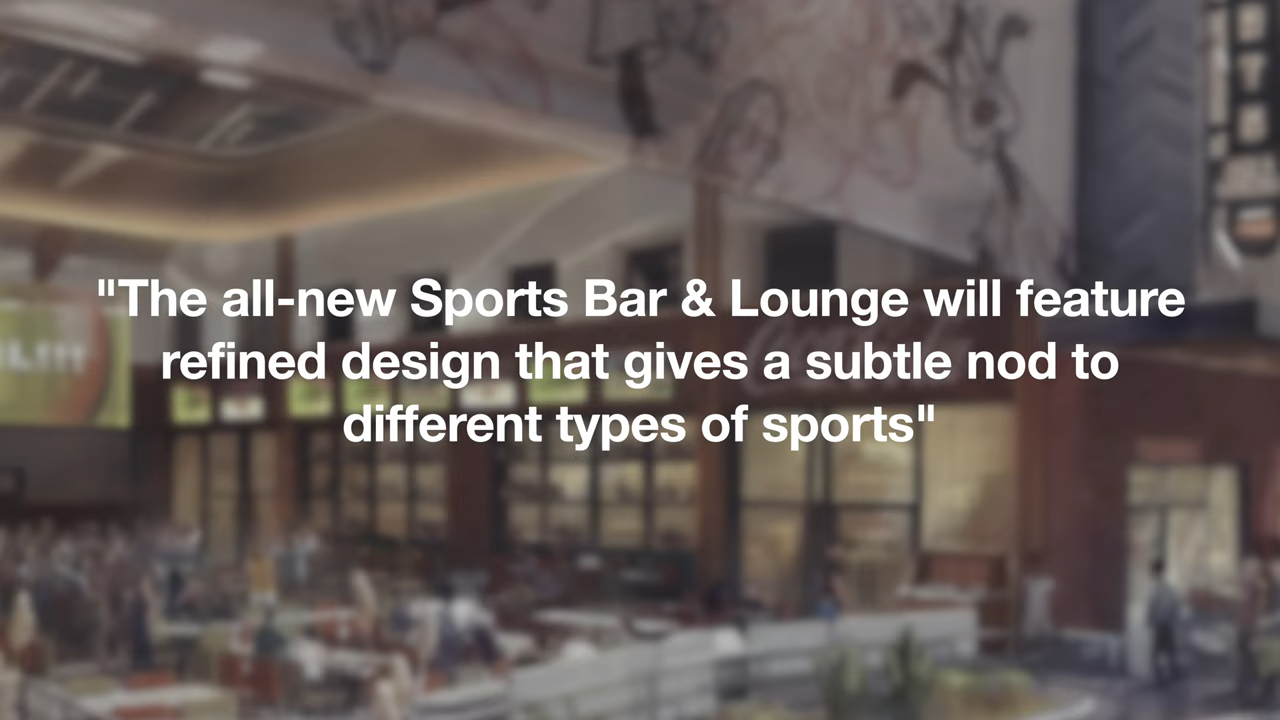 "The all-new Sports Bar & Lounge will feature
refined design that gives a subtle nod to
different types of sports"